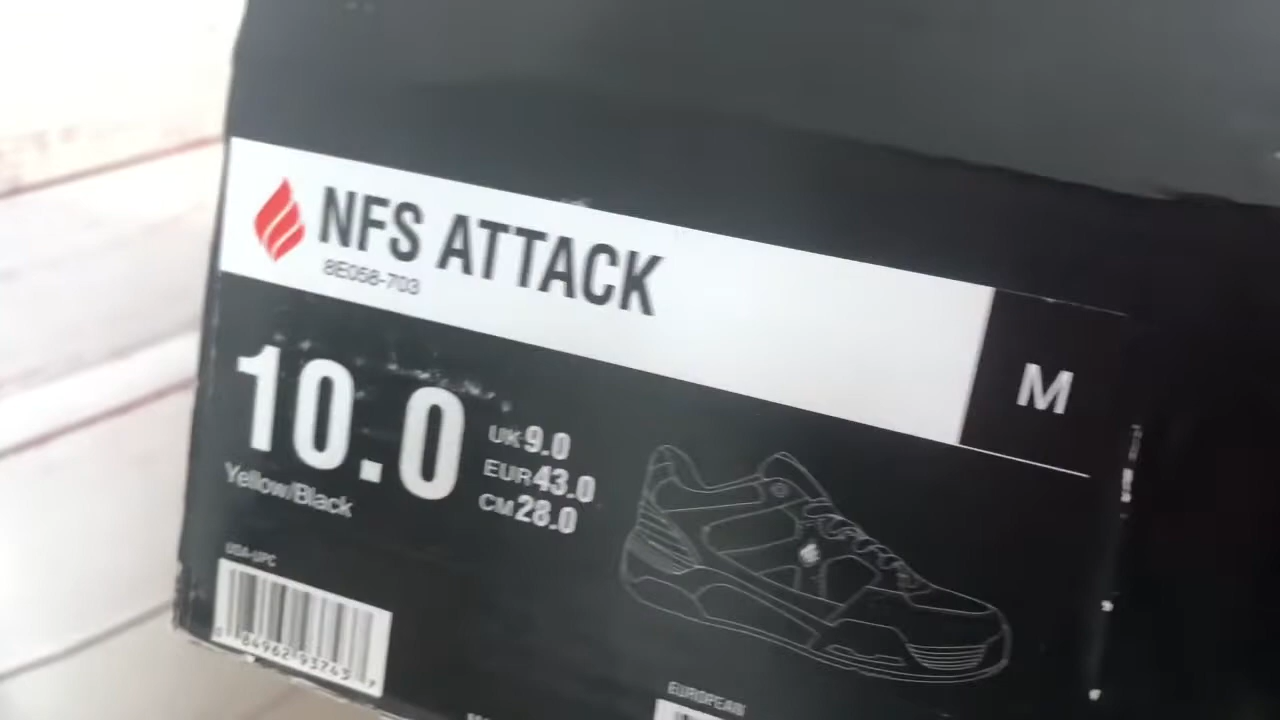 NFS ATTACK
8E058-703
M
10.0
UK 9.0
EUR 43.0
CM 28.0
Yellow/Black
USA-UPC
EUROPEAN